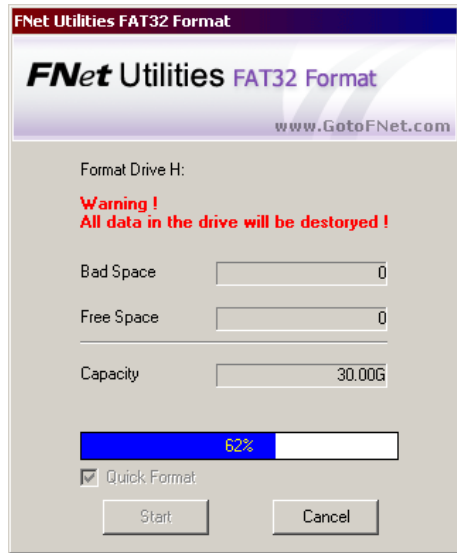 FNet Utilities FAT32 Format
FNet Utilities FAT32 Format
www.GotoFNet.com
Format Drive H:
Warning !
All data in the drive will be destoryed !
Bad Space 0
Free Space 0
Capacity 30.00G
62%
Quick Format
Start Cancel